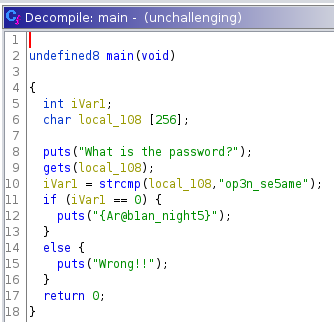 Decompile: main - (unchallenging)
1
2 undefined8 main(void)
3
4 {
5 int iVar1;
6 char local_108 [256];
7
8 puts("What is the password?");
9 gets(local_108);
10 iVar1 = strcmp(local_108,"op3n_se5ame");
11 if (iVar1 == 0) {
12 puts("{Ar@b1an_night5}");
13 }
14 else {
15 puts("Wrong!!");
16 }
17 return 0;
18 }